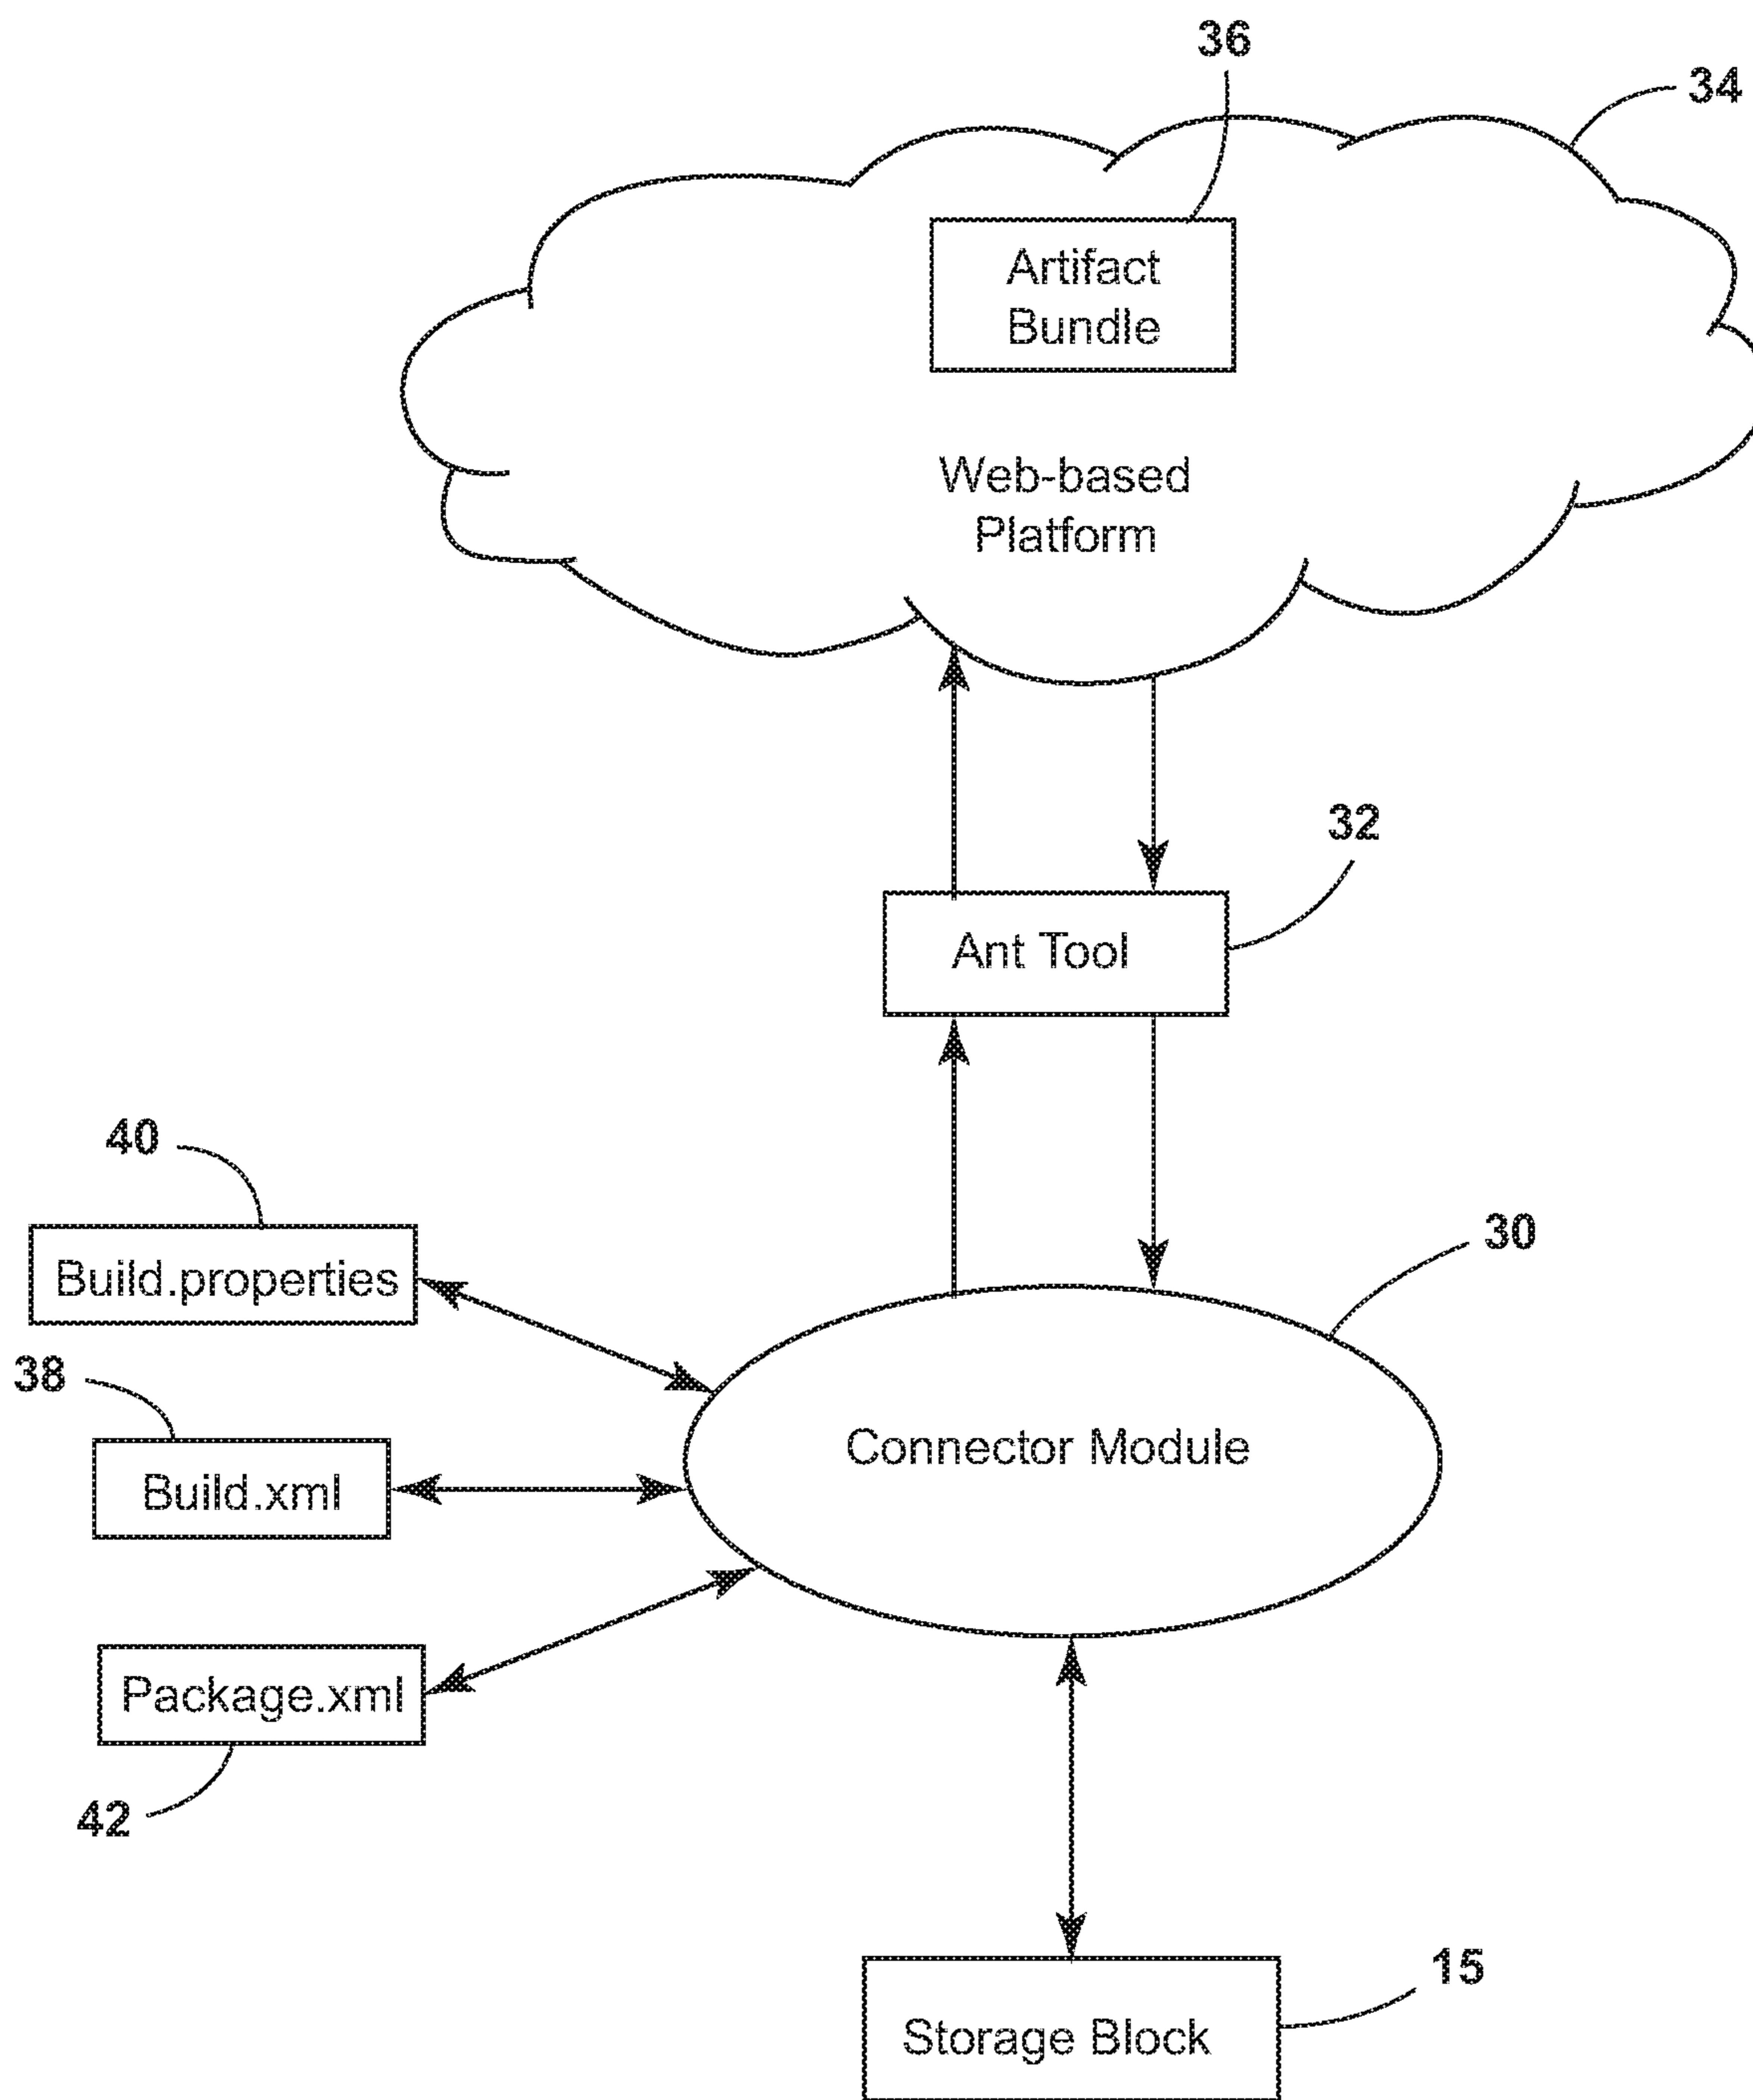 36
34
Artifact
Bundle
Web-based
Platform
32
Ant Tool
40
30
Build.properties
38
Connector Module
Build.xml
Package.xml
42
15
Storage Block